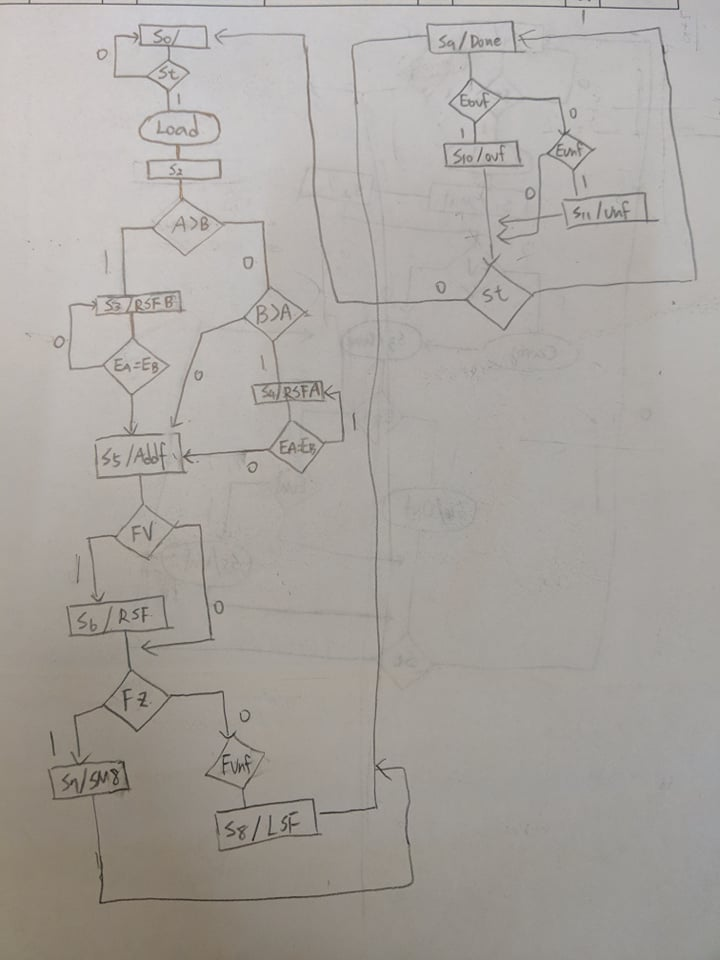 S0/
0
St
1
Load
S2
A>B
1
0
S3/RSFB
0
EA=EB
B>A
0
1
S4/RSFA
1
EA=EB
0
S5/Addf
FV
1
0
S6/RSF
FZ
1
0
S7/SM8
Funf
S8/LSF
S9/Done
Eovf
1
0
S10/ovf
Eunf
0
1
S11/unf
St
0
1